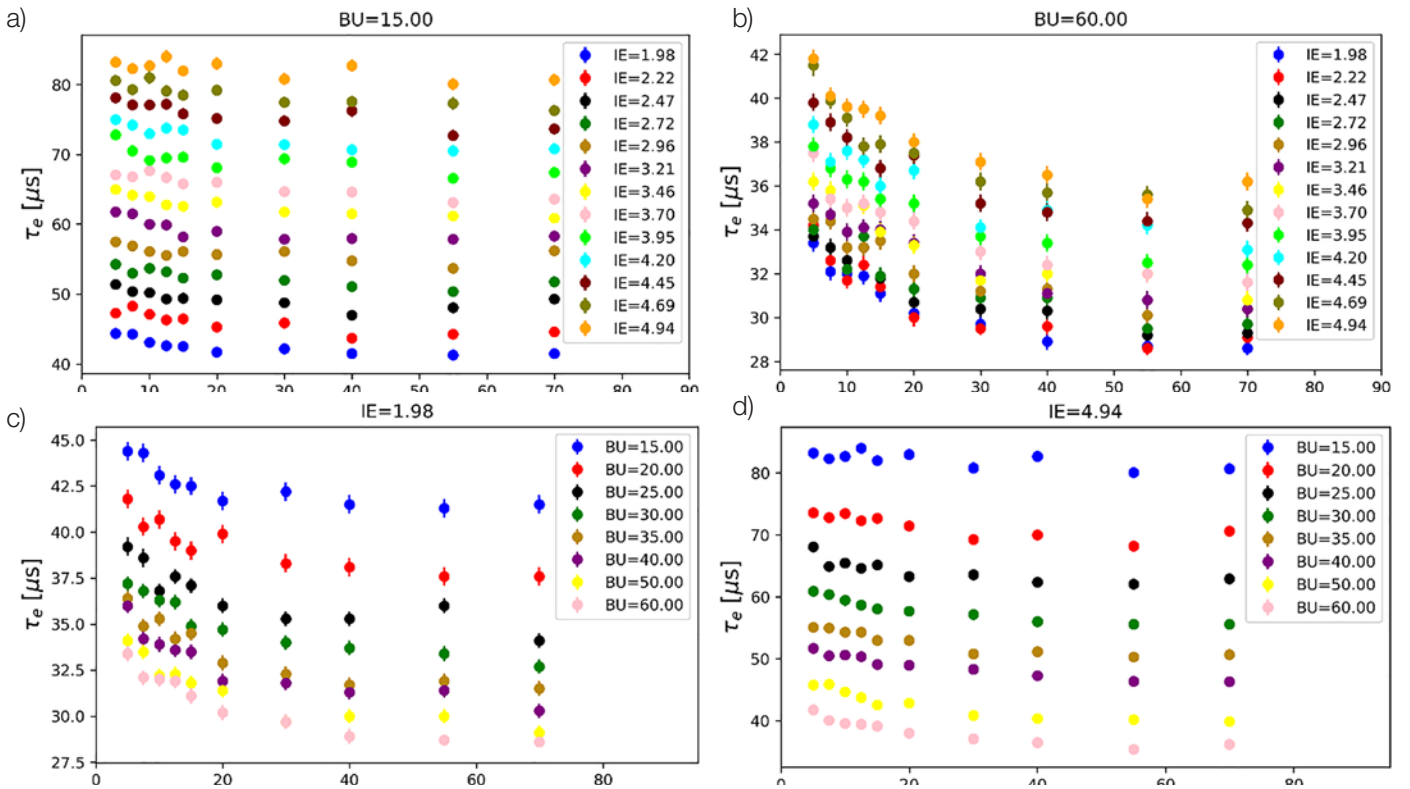 a)
BU=15.00
τe [μs]
80
70
60
50
40
0 10 20 30 40 50 60 70 80 90
IE=1.98
IE=2.22
IE=2.47
IE=2.72
IE=2.96
IE=3.21
IE=3.46
IE=3.70
IE=3.95
IE=4.20
IE=4.45
IE=4.69
IE=4.94
b)
BU=60.00
τe [μs]
42
40
38
36
34
32
30
28
0 10 20 30 40 50 60 70 80 90
IE=1.98
IE=2.22
IE=2.47
IE=2.72
IE=2.96
IE=3.21
IE=3.46
IE=3.70
IE=3.95
IE=4.20
IE=4.45
IE=4.69
IE=4.94
c)
IE=1.98
τe [μs]
45.0
42.5
40.0
37.5
35.0
32.5
30.0
27.5
0 20 40 60 80
BU=15.00
BU=20.00
BU=25.00
BU=30.00
BU=35.00
BU=40.00
BU=50.00
BU=60.00
d)
IE=4.94
τe [μs]
80
70
60
50
40
0 20 40 60 80
BU=15.00
BU=20.00
BU=25.00
BU=30.00
BU=35.00
BU=40.00
BU=50.00
BU=60.00